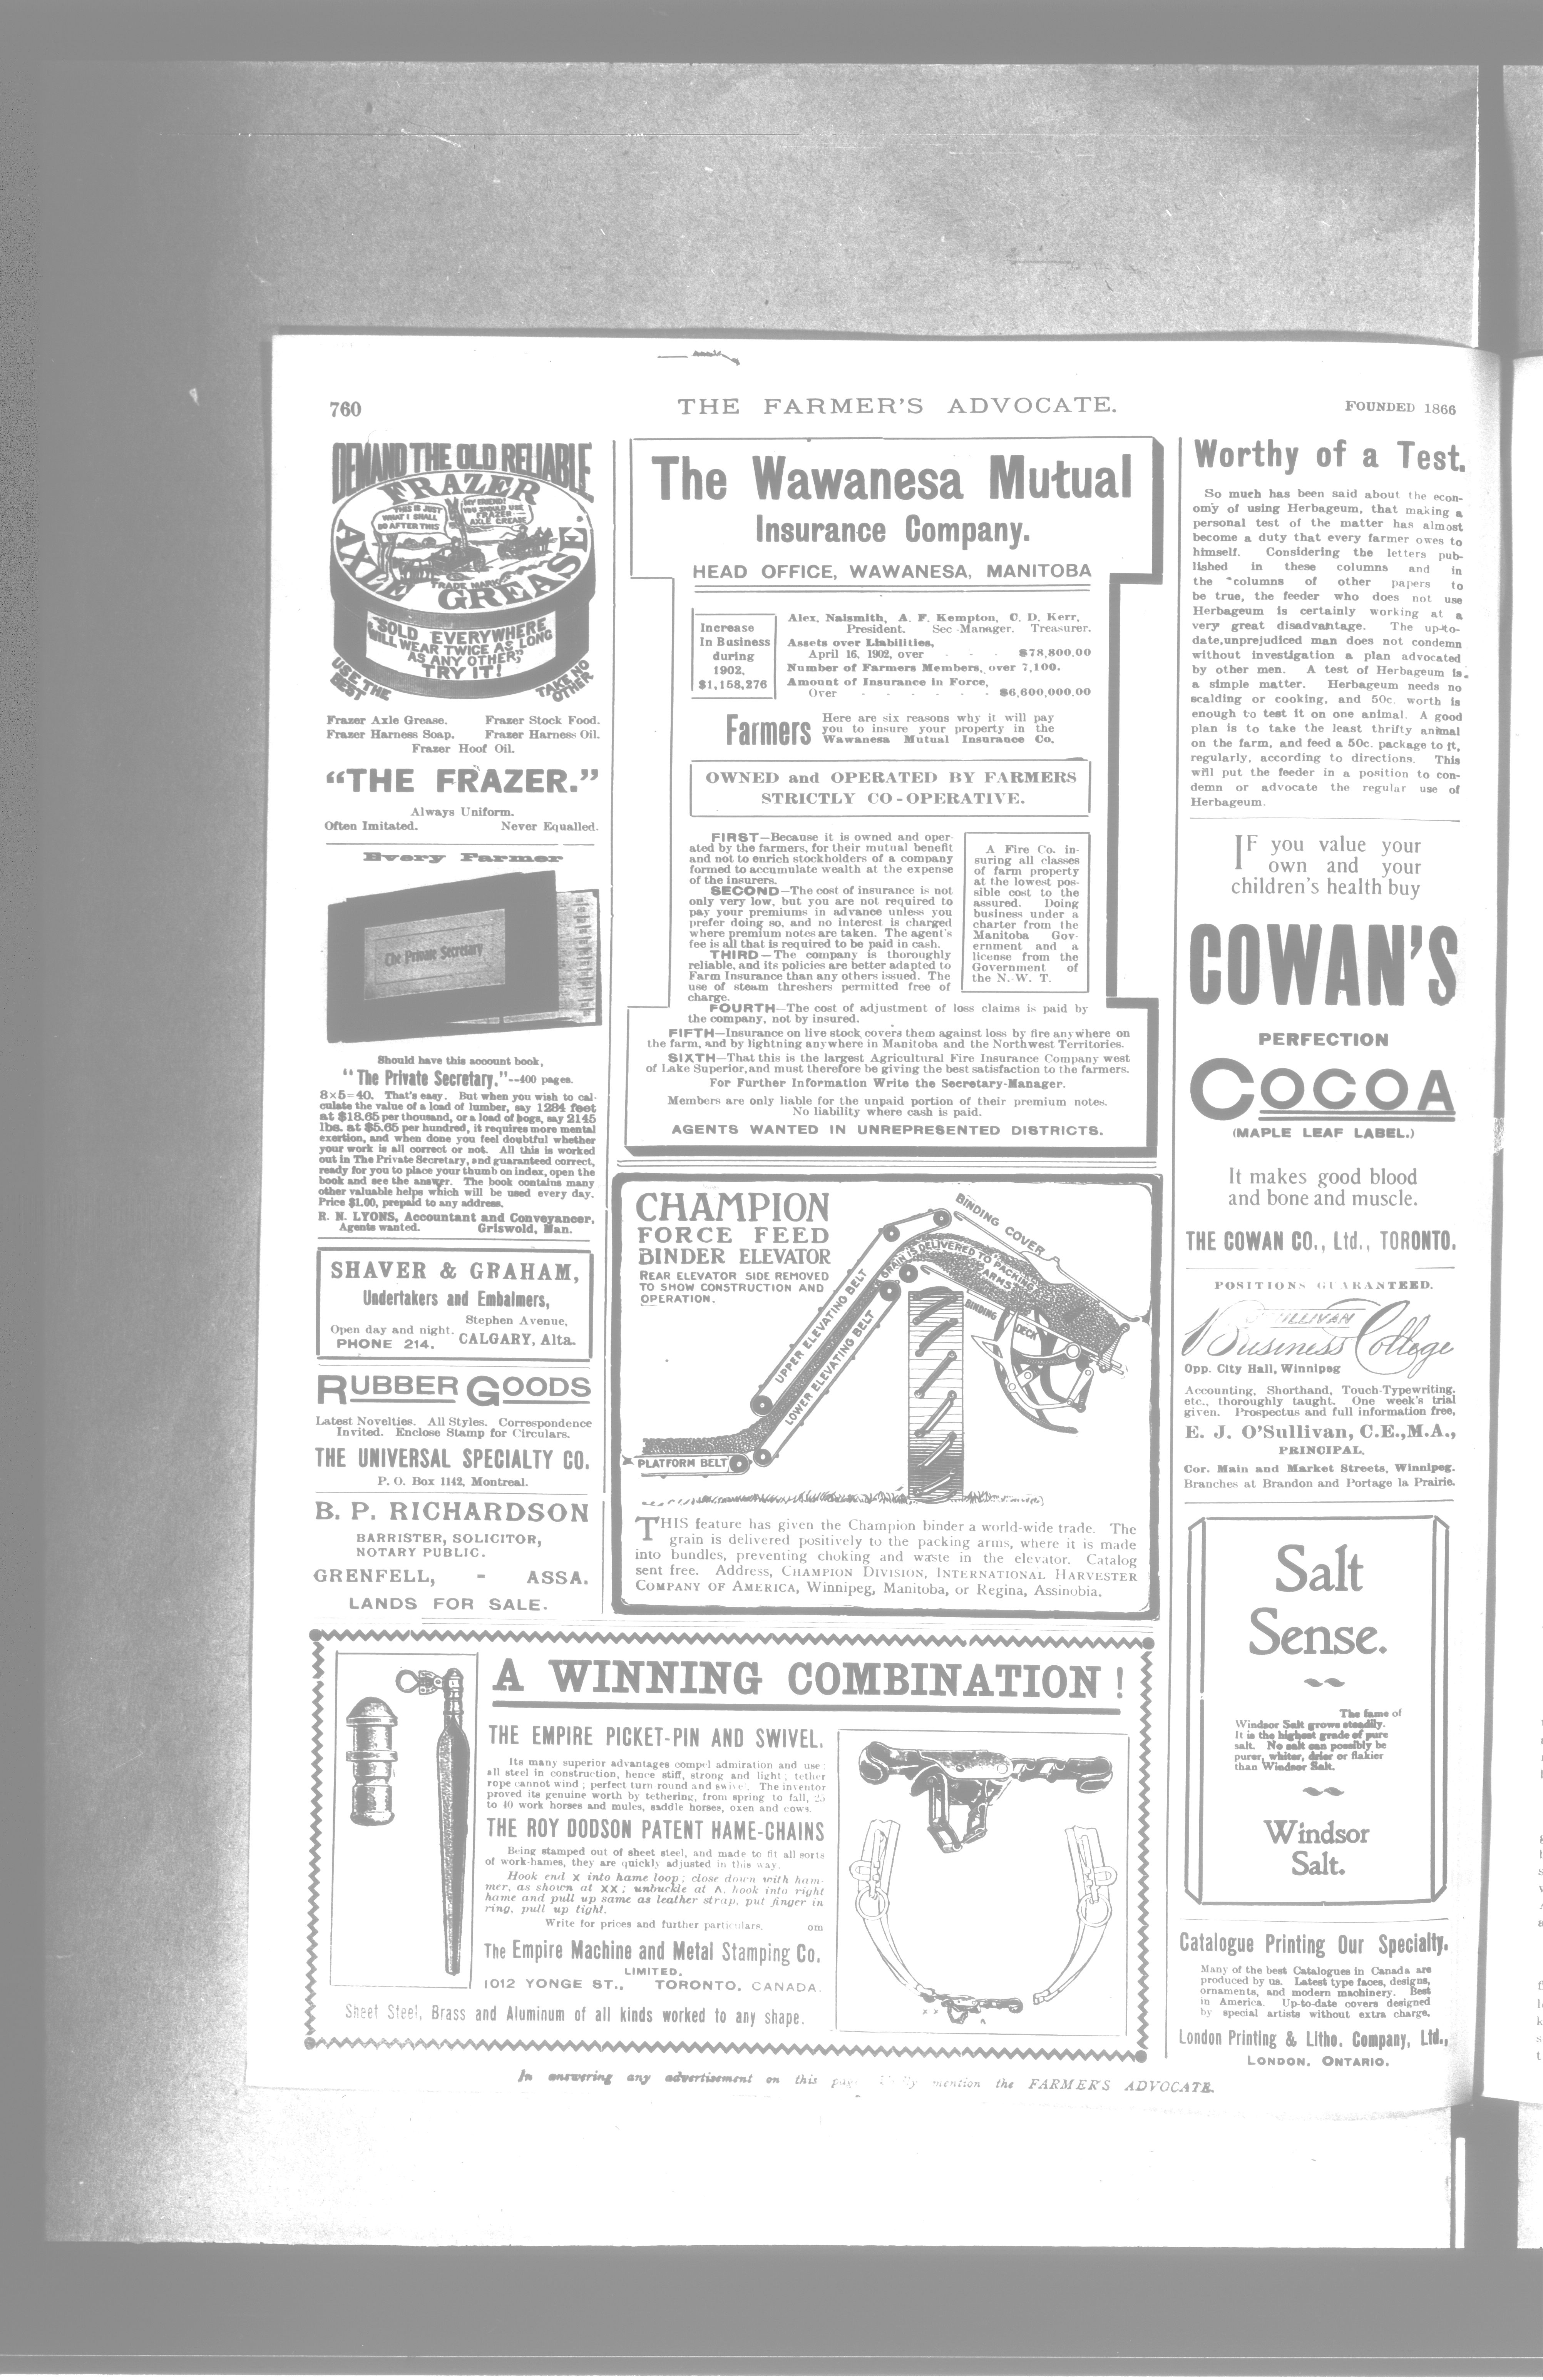 760
THE FARMER'S ADVOCATE.
FOUNDED 1866
DEMAND THE OLD RELIABLE
FRAZER
THIS IS JUST
WHAT I SHALL
DO AFTER THIS
MY FRIEND!
YOU SHOULD USE
FRAZER
AXLE GREASE
AXLE GREASE.
TRADE MARK
SOLD EVERYWHERE
WILL WEAR TWICE AS LONG
AS ANY OTHER,
TRY IT!
USE THE
BEST
TAKE NO
OTHER
Frazer Axle Grease. Frazer Stock Food.
Frazer Harness Soap. Frazer Harness Oil.
Frazer Hoof Oil.
“THE FRAZER.”
Always Uniform.
Often Imitated. Never Equalled.
Every Farmer
The Private Secretary
Should have this account book,
“The Private Secretary.”--400 pages.
8×5=40. That's easy. But when you wish to cal-
culate the value of a load of lumber, say 1284 feet
at $18.65 per thousand, or a load of hogs, say 2145
lbs. at $5.65 per hundred, it requires more mental
exertion, and when done you feel doubtful whether
your work is all correct or not. All this is worked
out in The Private Secretary, and guaranteed correct,
ready for you to place your thumb on index, open the
book and see the answer. The book contains many
other valuable helps which will be used every day.
Price $1.00, prepaid to any address.
R. N. LYONS, Accountant and Conveyancer,
Agents wanted. Griswold, Man.
SHAVER & GRAHAM,
Undertakers and Embalmers,
Stephen Avenue,
Open day and night.
PHONE 214. CALGARY, Alta.
RUBBER GOODS
Latest Novelties. All Styles. Correspondence
Invited. Enclose Stamp for Circulars.
THE UNIVERSAL SPECIALTY CO.
P. O. Box 1142, Montreal.
B. P. RICHARDSON
BARRISTER, SOLICITOR,
NOTARY PUBLIC.
GRENFELL, - ASSA.
LANDS FOR SALE.
The Wawanesa Mutual
Insurance Company.
HEAD OFFICE, WAWANESA, MANITOBA
Increase
In Business
during
1902,
$1,158,276
Alex. Naismith, A. F. Kempton, C. D. Kerr,
President. Sec-Manager. Treasurer.
Assets over Liabilities,
April 16, 1902, over - - - $78,800.00
Number of Farmers Members, over 7,100.
Amount of Insurance in Force,
Over - - - - - - $6,600,000.00
Farmers
Here are six reasons why it will pay
you to insure your property in the
Wawanesa Mutual Insurance Co.
OWNED and OPERATED BY FARMERS
STRICTLY CO-OPERATIVE.
FIRST—Because it is owned and oper-
ated by the farmers, for their mutual benefit
and not to enrich stockholders of a company
formed to accumulate wealth at the expense
of the insurers.
SECOND—The cost of insurance is not
only very low, but you are not required to
pay your premiums in advance unless you
prefer doing so, and no interest is charged
where premium notes are taken. The agent's
fee is all that is required to be paid in cash.
THIRD—The company is thoroughly
reliable, and its policies are better adapted to
Farm Insurance than any others issued. The
use of steam threshers permitted free of
charge.
A Fire Co. in-
suring all classes
of farm property
at the lowest pos-
sible cost to the
assured. Doing
business under a
charter from the
Manitoba Gov-
ernment and a
license from the
Government of
the N.-W. T.
FOURTH—The cost of adjustment of loss claims is paid by
the company, not by insured.
FIFTH—Insurance on live stock covers them against loss by fire anywhere on
the farm, and by lightning anywhere in Manitoba and the Northwest Territories.
SIXTH—That this is the largest Agricultural Fire Insurance Company west
of Lake Superior, and must therefore be giving the best satisfaction to the farmers.
For Further Information Write the Secretary-Manager.
Members are only liable for the unpaid portion of their premium notes.
No liability where cash is paid.
AGENTS WANTED IN UNREPRESENTED DISTRICTS.
CHAMPION
FORCE FEED
BINDER ELEVATOR
REAR ELEVATOR SIDE REMOVED
TO SHOW CONSTRUCTION AND
OPERATION.
BINDING COVER
GRAIN IS DELIVERED TO PACKING
ARMS
UPPER ELEVATING BELT
LOWER ELEVATING BELT
BINDING DECK
PLATFORM BELT
THIS feature has given the Champion binder a world-wide trade. The
grain is delivered positively to the packing arms, where it is made
into bundles, preventing choking and waste in the elevator. Catalog
sent free. Address, CHAMPION DIVISION, INTERNATIONAL HARVESTER
COMPANY OF AMERICA, Winnipeg, Manitoba, or Regina, Assinobia.
A WINNING COMBINATION!
THE EMPIRE PICKET-PIN AND SWIVEL.
Its many superior advantages compel admiration and use:
all steel in construction, hence stiff, strong and light; tether
rope cannot wind; perfect turn round and swivel. The inventor
proved its genuine worth by tethering, from spring to fall, 25
to 40 work horses and mules, saddle horses, oxen and cows.
THE ROY DODSON PATENT HAME-CHAINS
Being stamped out of sheet steel, and made to fit all sorts
of work-hames, they are quickly adjusted in this way.
Hook end X into hame loop; close down with ham-
mer, as shown at XX; unbuckle at A, hook into right
hame and pull up same as leather strap, put finger in
ring, pull up tight.
Write for prices and further particulars. om
The Empire Machine and Metal Stamping Co.
LIMITED,
1012 YONGE ST., TORONTO, CANADA.
Sheet Steel, Brass and Aluminum of all kinds worked to any shape.
Worthy of a Test.
So much has been said about the econ-
omy of using Herbageum, that making a
personal test of the matter has almost
become a duty that every farmer owes to
himself. Considering the letters pub-
lished in these columns and in
the columns of other papers to
be true, the feeder who does not use
Herbageum is certainly working at a
very great disadvantage. The up-to-
date, unprejudiced man does not condemn
without investigation a plan advocated
by other men. A test of Herbageum is
a simple matter. Herbageum needs no
scalding or cooking, and 50c. worth is
enough to test it on one animal. A good
plan is to take the least thrifty animal
on the farm, and feed a 50c. package to it,
regularly, according to directions. This
will put the feeder in a position to con-
demn or advocate the regular use of
Herbageum.
IF you value your
own and your
children's health buy
COWAN'S
PERFECTION
COCOA
(MAPLE LEAF LABEL.)
It makes good blood
and bone and muscle.
THE COWAN CO., Ltd., TORONTO.
POSITIONS GUARANTEED.
Business College
Opp. City Hall, Winnipeg
Accounting, Shorthand, Touch-Typewriting,
etc., thoroughly taught. One week's trial
given. Prospectus and full information free.
E. J. O'Sullivan, C.E., M.A.,
PRINCIPAL.
Cor. Main and Market Streets, Winnipeg.
Branches at Brandon and Portage la Prairie.
Salt
Sense.
The fame of
Windsor Salt grows steadily.
It is the highest grade of pure
salt. No salt can possibly be
purer, whiter, drier or flakier
than Windsor Salt.
Windsor
Salt.
Catalogue Printing Our Specialty.
Many of the best Catalogues in Canada are
produced by us. Latest type faces, designs,
ornaments, and modern machinery. Best
in America. Up-to-date covers designed
by special artists without extra charge.
London Printing & Litho. Company, Ltd.,
LONDON, ONTARIO.
In answering any advertisement on this page mention the FARMER'S ADVOCATE.